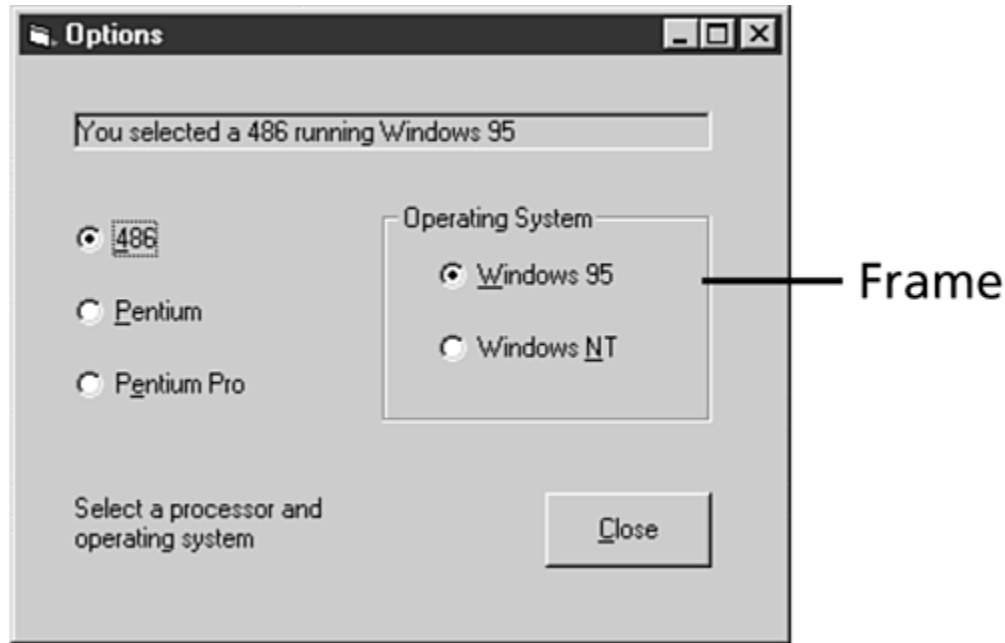 Options
You selected a 486 running Windows 95
486
Pentium
Pentium Pro
Operating System
Windows 95
Windows NT
Frame
Select a processor and
operating system
Close